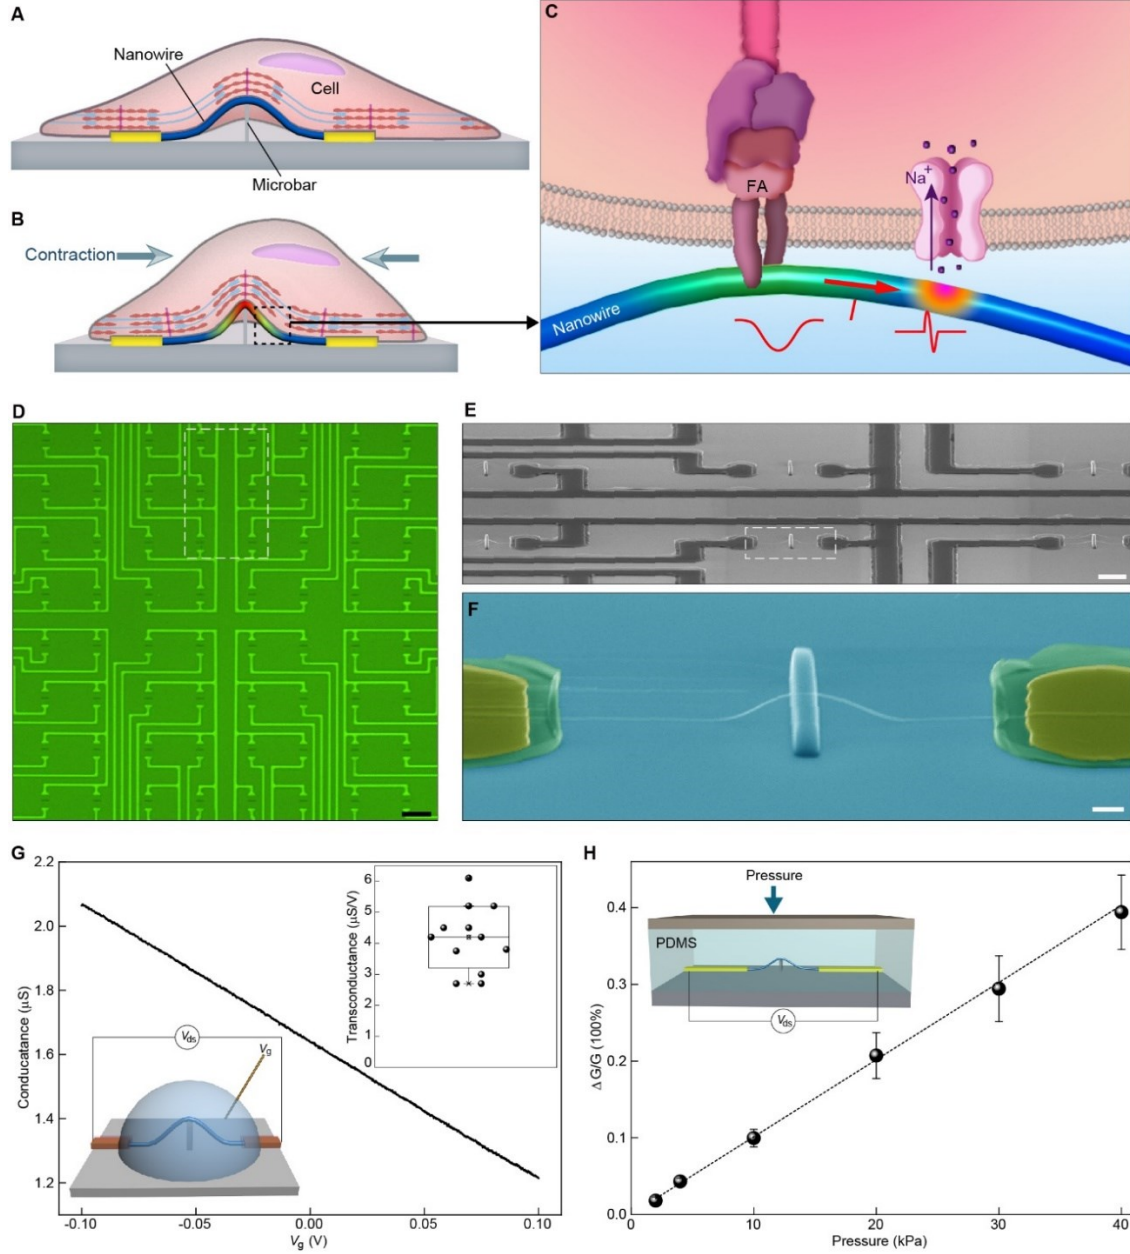 A
Nanowire
Cell
Microbar
B
Contraction
C
FA
Na+
Nanowire
D
E
F
G
Conducatance (μS)
2.2
2.0
1.8
1.6
1.4
1.2
-0.10
-0.05
0.00
0.05
0.10
Vg (V)
Vds
Vg
Transconductance (μS/V)
6
5
4
3
2
1
0
H
Δ G/G (100%)
0.4
0.3
0.2
0.1
0.0
0
10
20
30
40
Pressure (kPa)
Pressure
PDMS
Vds